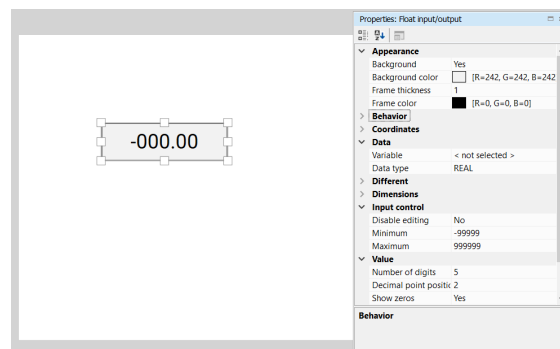 Properties: Float input/output
Appearance
Background Yes
Background color [R=242, G=242, B=242
Frame thickness 1
Frame color [R=0, G=0, B=0]
Behavior
Coordinates
-000.00
Data
Variable < not selected >
Data type REAL
Different
Dimensions
Input control
Disable editing No
Minimum -99999
Maximum 999999
Value
Number of digits 5
Decimal point positic 2
Show zeros Yes
Behavior